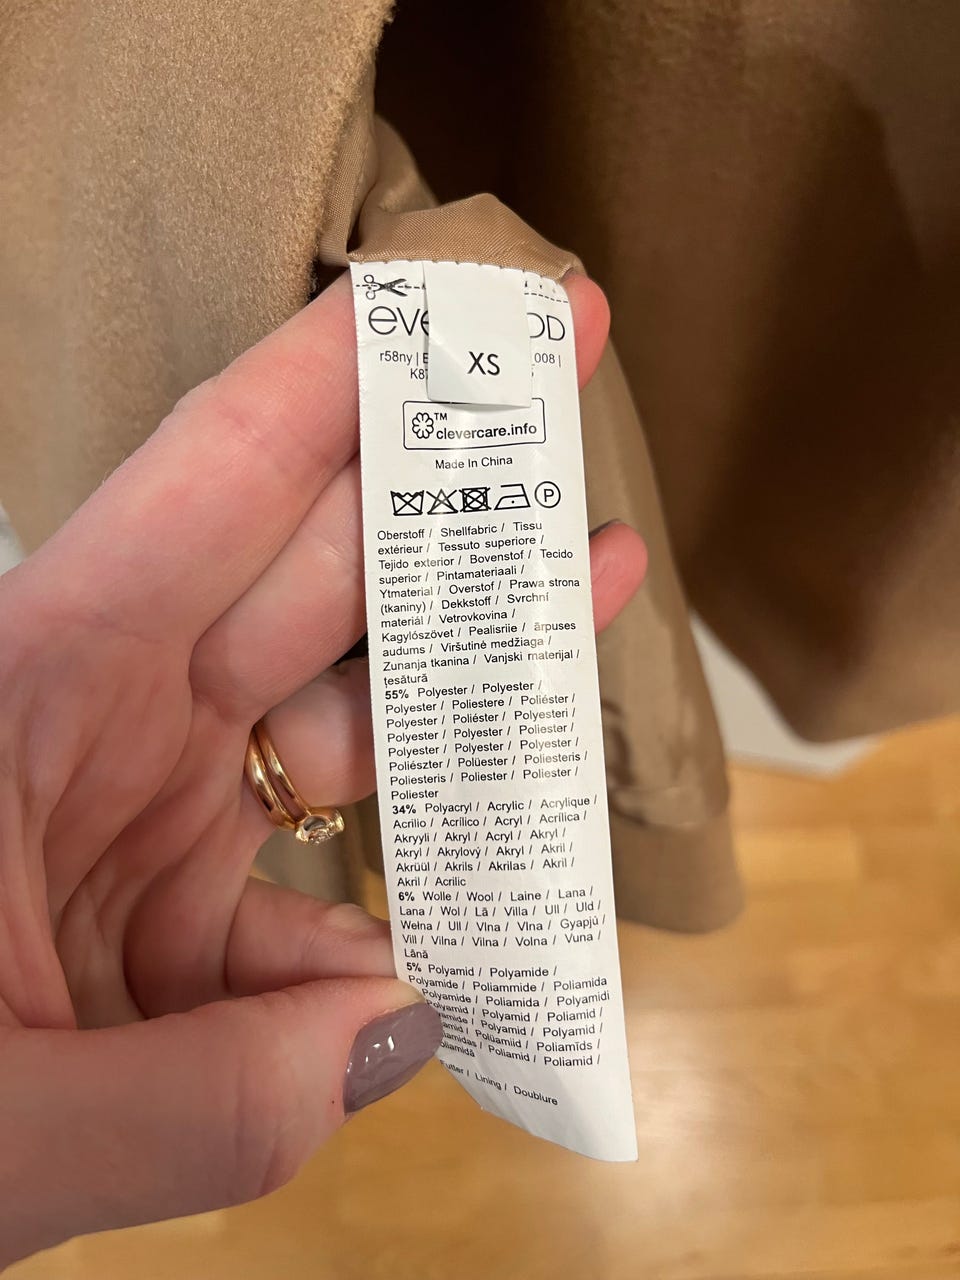 XS
r58ny |
008 |
TM
clevercare.info
Made In China
P
Oberstoff / Shellfabric / Tissu
extérieur / Tessuto superiore /
Tejido exterior / Bovenstof / Tecido
superior / Pintamateriaali /
Ytmaterial / Overstof / Prawa strona
(tkaniny) / Dekkstoff / Svrchní
materiál / Vetrovkovina /
Kagylószövet / Pealisriie / ārpuses
audums / Viršutinė medžiaga /
Zunanja tkanina / Vanjski materijal /
țesătură
55% Polyester / Polyester /
Polyester / Poliestere / Poliéster /
Polyester / Poliéster / Polyesteri /
Polyester / Polyester / Poliester /
Polyester / Polyester / Polyester /
Poliészter / Polüester / Poliesteris /
Poliesteris / Poliester / Poliester /
Poliester
34% Polyacryl / Acrylic / Acrylique /
Acrilio / Acrílico / Acryl / Acrílica /
Akryyli / Akryl / Acryl / Akryl /
Akryl / Akrylový / Akryl / Akril /
Akrüül / Akrils / Akrilas / Akril /
Akril / Acrilic
6% Wolle / Wool / Laine / Lana /
Lana / Wol / Lã / Villa / Ull / Uld /
Wełna / Ull / Vlna / Vlna / Gyapjú /
Vill / Vilna / Vilna / Volna / Vuna /
Lână
5% Polyamid / Polyamide /
Polyamide / Poliammide / Poliamida
Polyamide / Poliamida / Polyamidi
Polyamid / Polyamid / Poliamid /
/ Polyamid / Polyamid /
/ Polüamiid / Poliamīds /
/ Poliamid / Poliamid /
Futter / Lining / Doublure